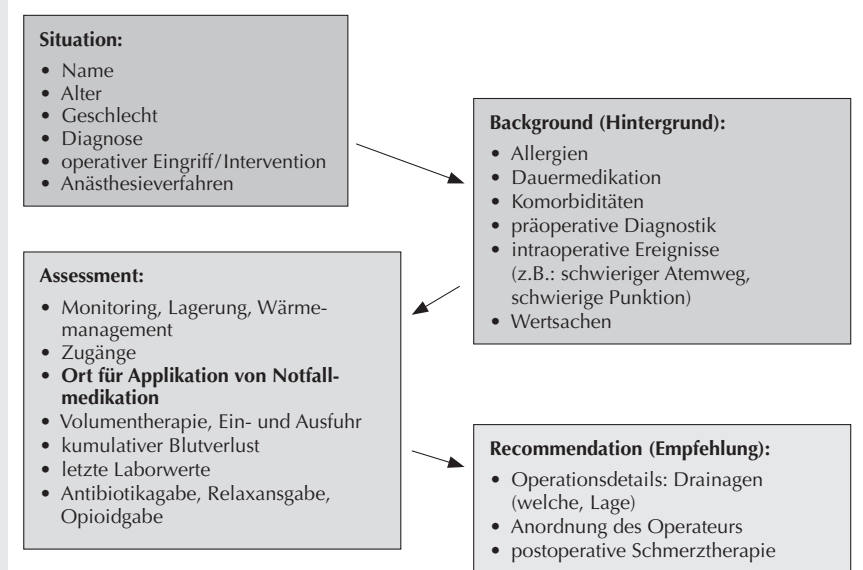 Situation:
• Name
• Alter
• Geschlecht
• Diagnose
• operativer Eingriff/Intervention
• Anästhesieverfahren
Background (Hintergrund):
• Allergien
• Dauermedikation
• Komorbiditäten
• präoperative Diagnostik
• intraoperative Ereignisse
(z.B.: schwieriger Atemweg,
schwierige Punktion)
• Wertsachen
Assessment:
• Monitoring, Lagerung, Wärme-
management
• Zugänge
• Ort für Applikation von Notfall-
medikation
• Volumentherapie, Ein- und Ausfuhr
• kumulativer Blutverlust
• letzte Laborwerte
• Antibiotikagabe, Relaxansgabe,
Opioidgabe
Recommendation (Empfehlung):
• Operationsdetails: Drainagen
(welche, Lage)
• Anordnung des Operateurs
• postoperative Schmerztherapie